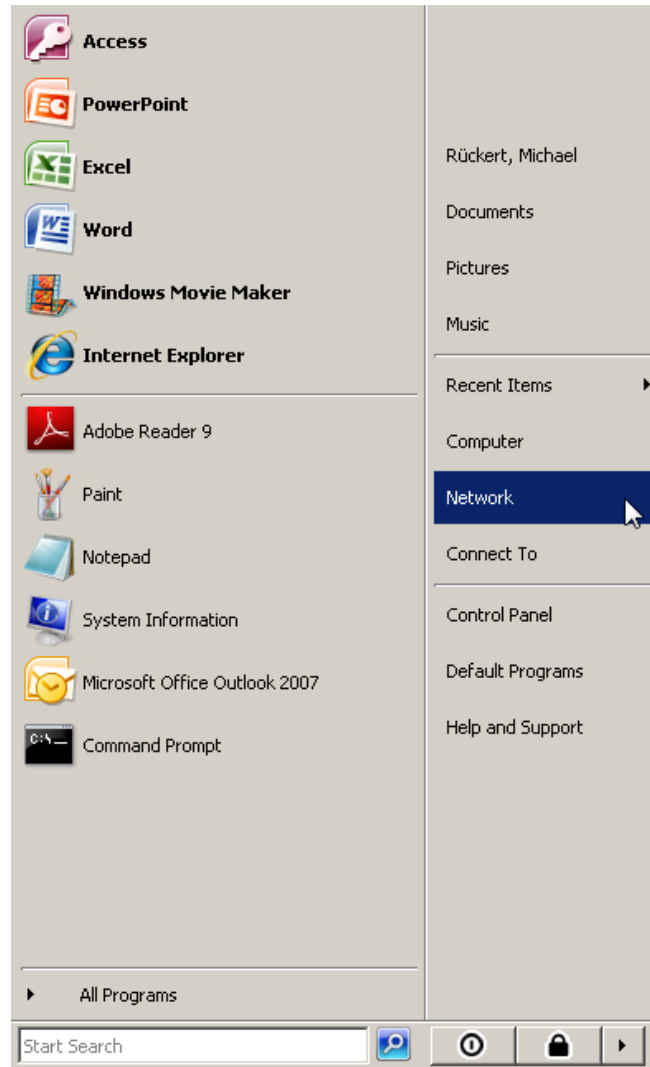 Access
PowerPoint
Excel
Word
Windows Movie Maker
Internet Explorer
Adobe Reader 9
Paint
Notepad
System Information
Microsoft Office Outlook 2007
C:\_
Command Prompt
All Programs
Start Search
Rückert, Michael
Documents
Pictures
Music
Recent Items
Computer
Network
Connect To
Control Panel
Default Programs
Help and Support